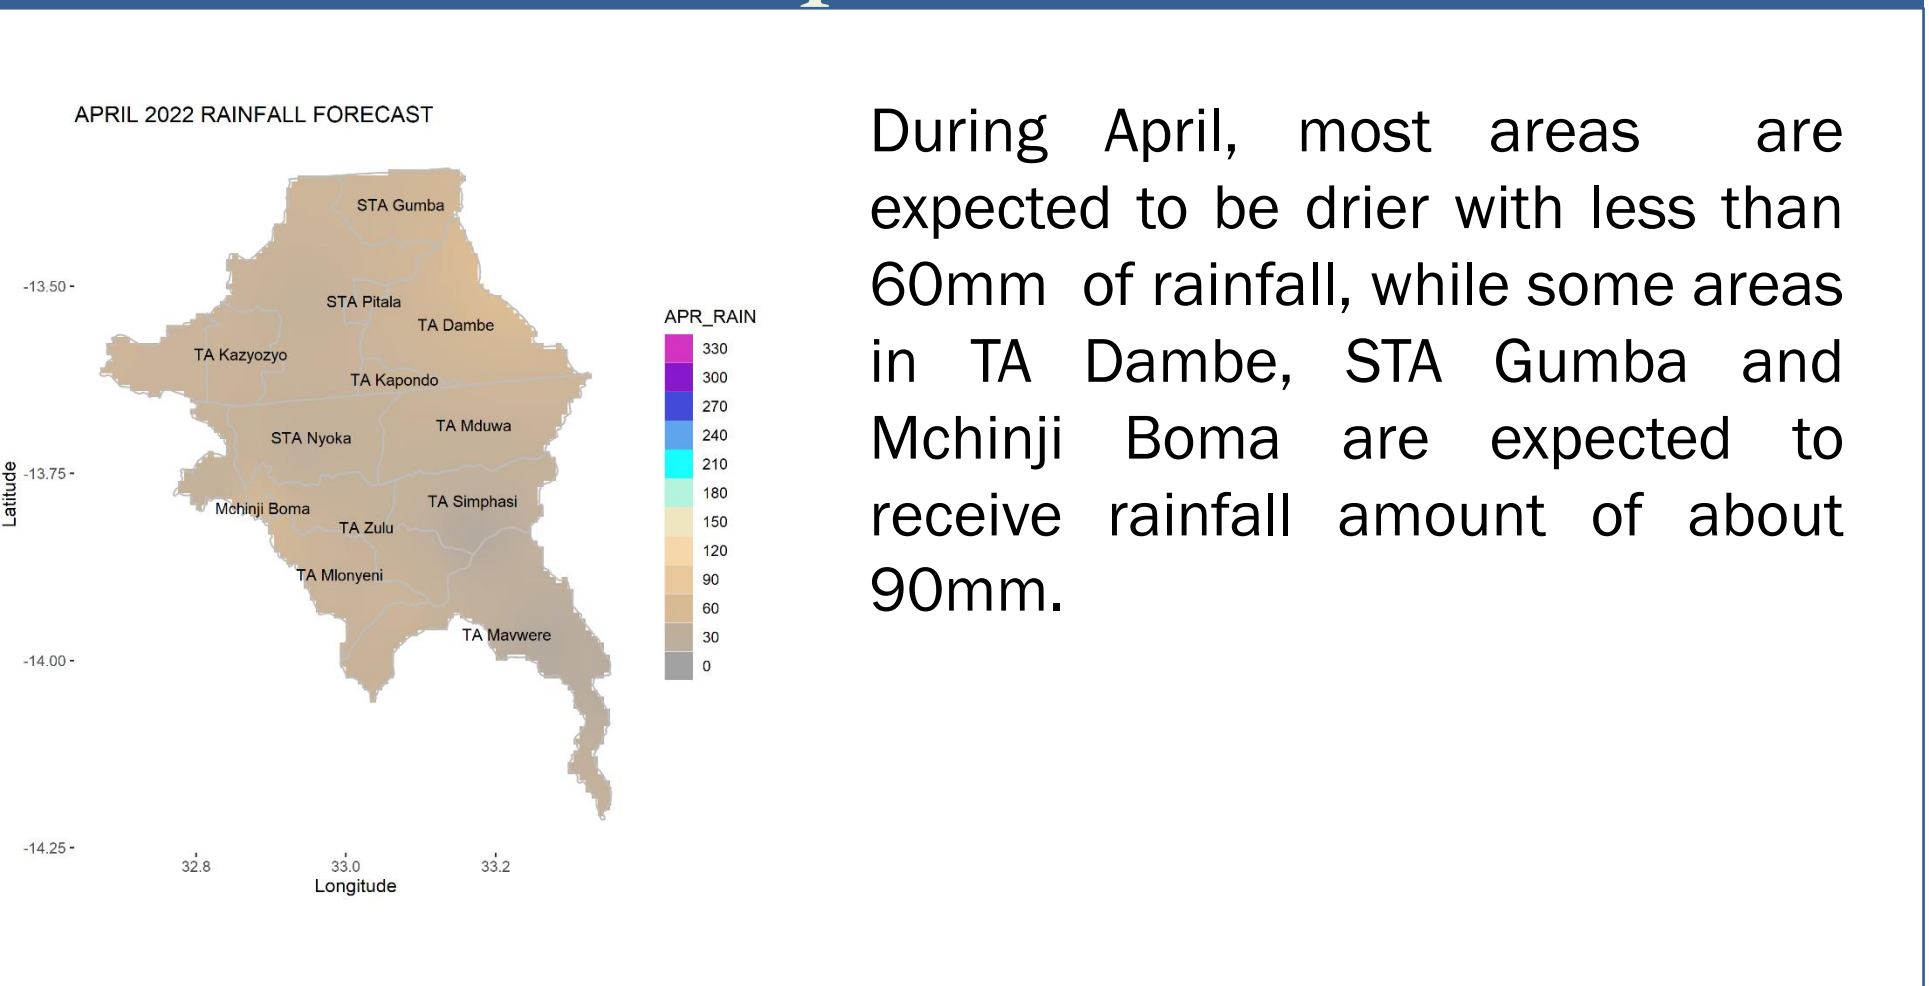 APRIL 2022 RAINFALL FORECAST
STA Gumba
-13.50
STA Pitala
TA Dambe
TA Kazyozyo
TA Kapondo
TA Mduwa
STA Nyoka
-13.75
Latitude
TA Simphasi
Mchinji Boma
TA Zulu
TA Mlonyeni
TA Mavwere
-14.00
-14.25
32.8
33.0
33.2
Longitude
APR_RAIN
330
300
270
240
210
180
150
120
90
60
30
0
During April, most areas are
expected to be drier with less than
60mm of rainfall, while some areas
in TA Dambe, STA Gumba and
Mchinji Boma are expected to
receive rainfall amount of about
90mm.